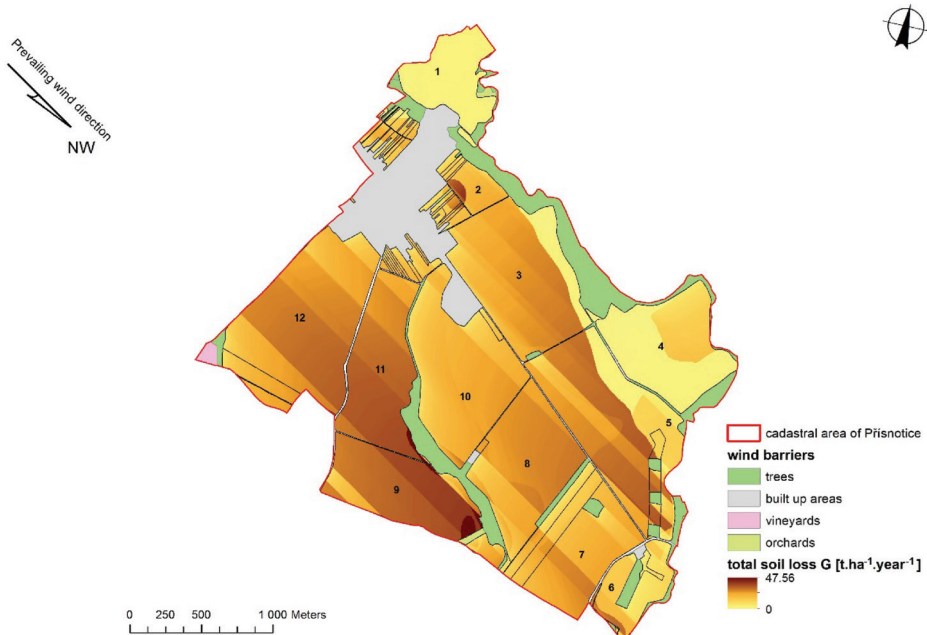 Prevailing wind direction
NW
1
2
3
4
5
6
7
8
9
10
11
12
cadastral area of Přísnotice
wind barriers
trees
built up areas
vineyards
orchards
total soil loss G [t.ha⁻¹.year⁻¹]
47.56
0
0 250 500 1 000 Meters